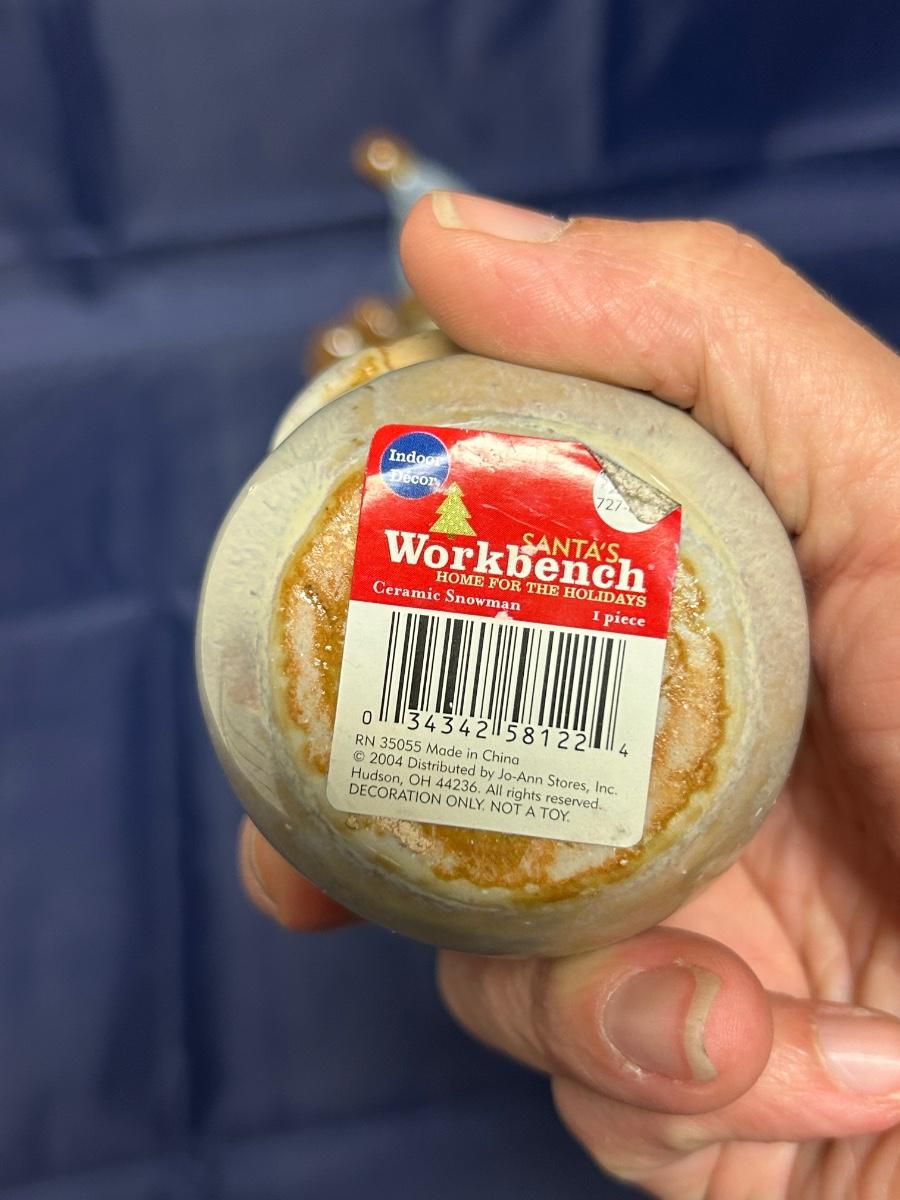 Indoor
Décor
727-
SANTA'S
Workbench
HOME FOR THE HOLIDAYS
Ceramic Snowman
1 piece
0 34342 58122 4
RN 35055 Made in China
© 2004 Distributed by Jo-Ann Stores, Inc.
Hudson, OH 44236. All rights reserved.
DECORATION ONLY. NOT A TOY.